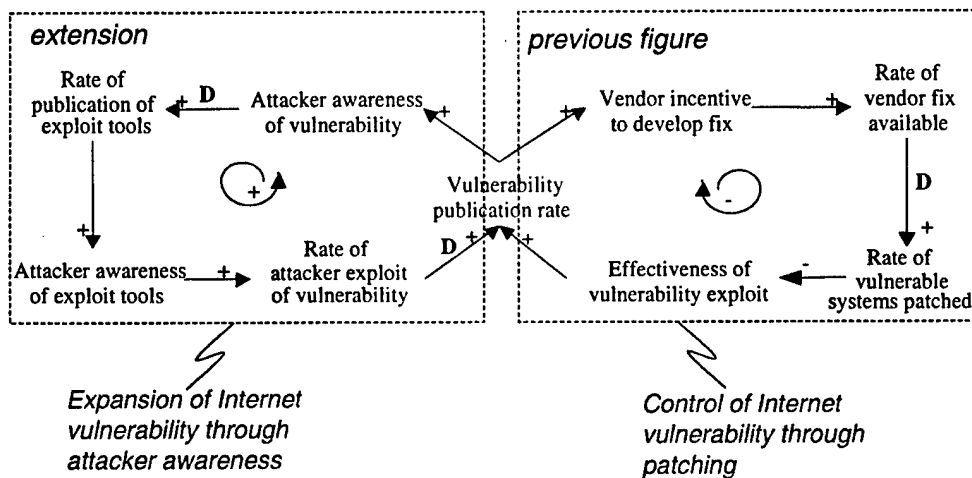 extension
previous figure
Rate of
publication of
exploit tools
+
D
Attacker awareness
of vulnerability
+
+
Vendor incentive
to develop fix
+
Rate of
vendor fix
available
+
-
D
Vulnerability
publication rate
+
Attacker awareness
of exploit tools
+
Rate of
attacker exploit
of vulnerability
D
+
+
Effectiveness of
vulnerability exploit
-
+
Rate of
vulnerable
systems patched
Expansion of Internet
vulnerability through
attacker awareness
Control of Internet
vulnerability through
patching